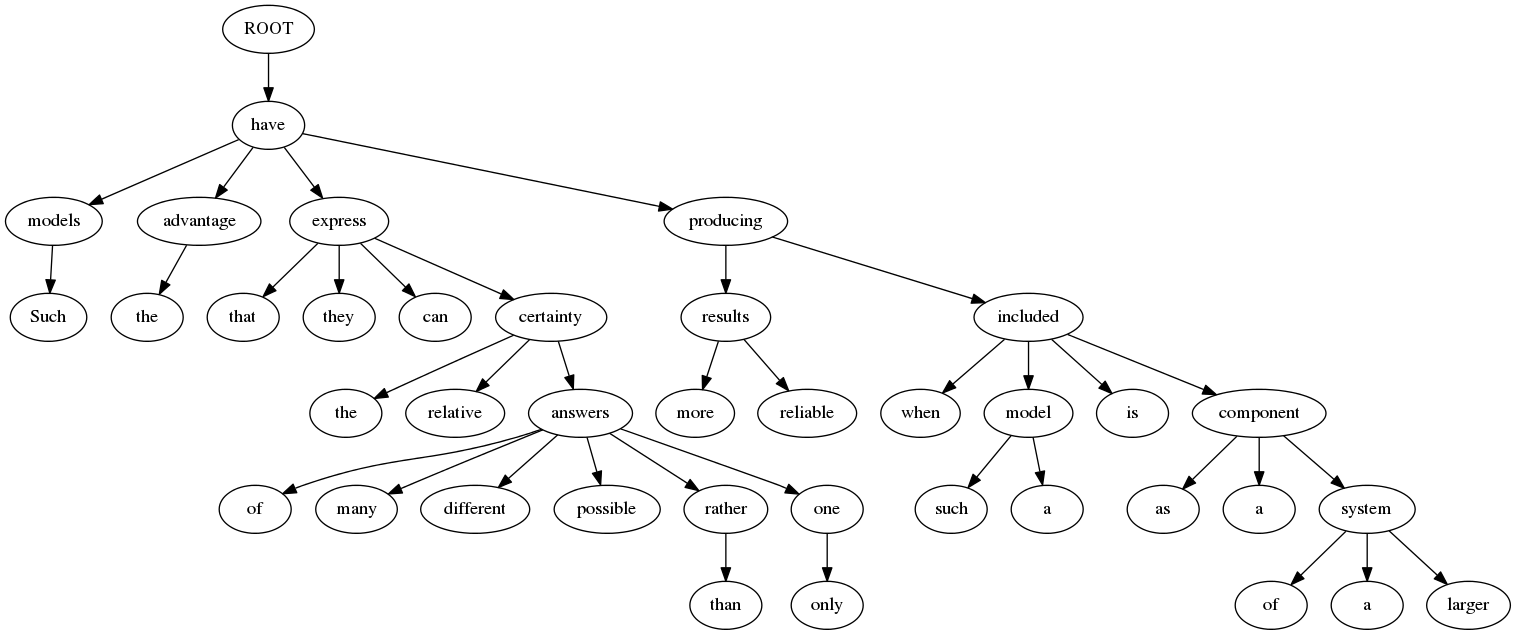 ROOT
have
models advantage express producing
Such the that they can certainty results included
the relative answers more reliable when model is component
of many different possible rather one such a as a system
than only of a larger